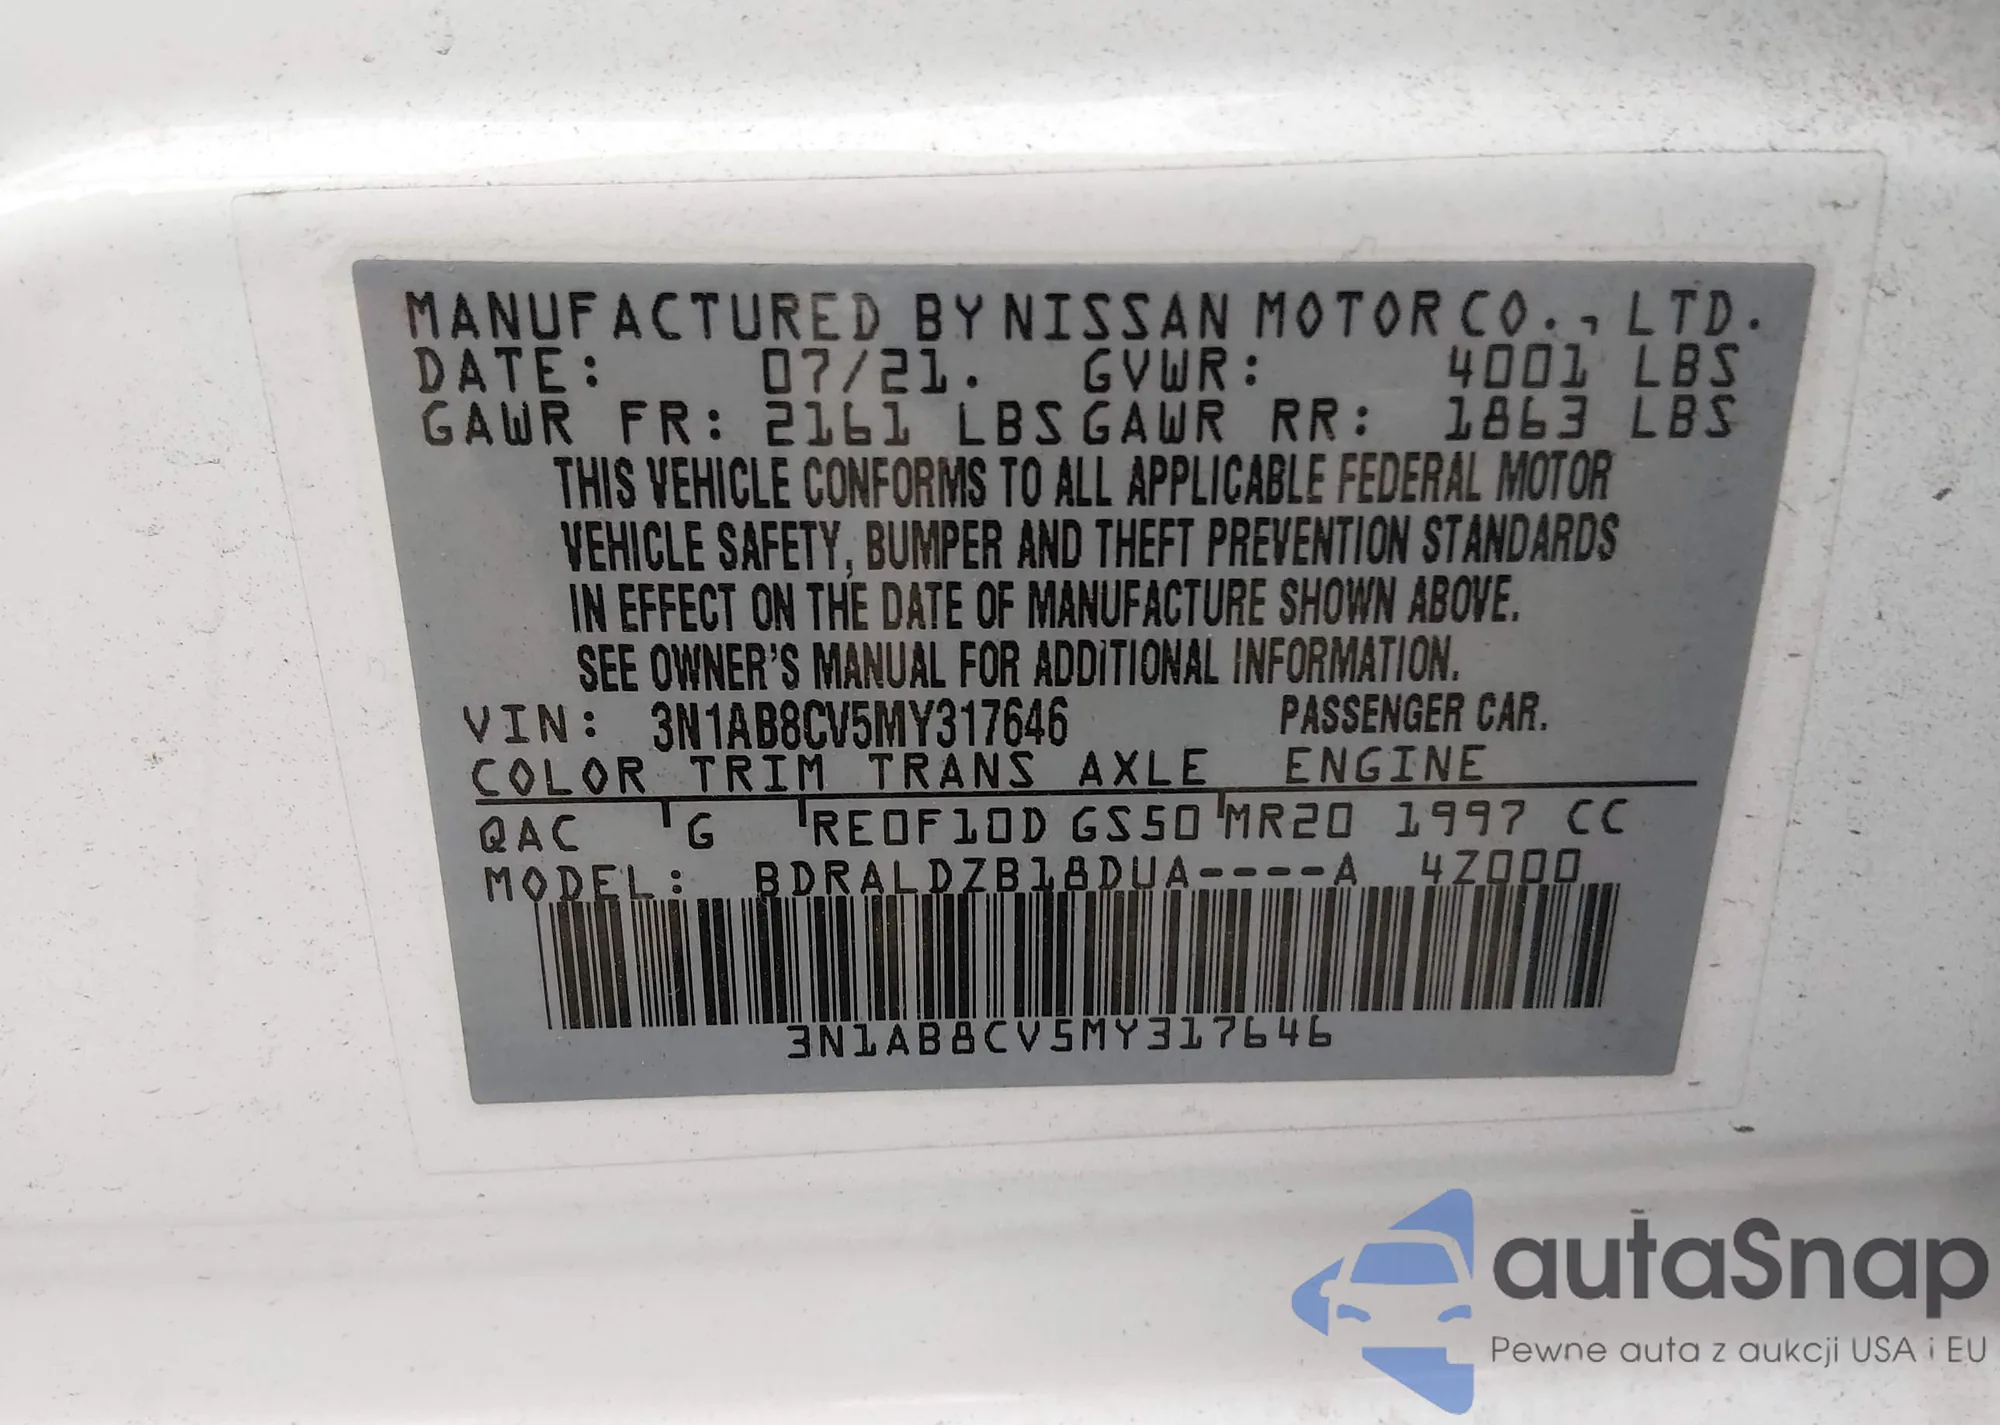 MANUFACTURED BY NISSAN MOTOR CO., LTD.
DATE: 07/21. GVWR: 4001 LBS
GAWR FR: 2161 LBS GAWR RR: 1863 LBS
THIS VEHICLE CONFORMS TO ALL APPLICABLE FEDERAL MOTOR
VEHICLE SAFETY, BUMPER AND THEFT PREVENTION STANDARDS
IN EFFECT ON THE DATE OF MANUFACTURE SHOWN ABOVE.
SEE OWNER'S MANUAL FOR ADDITIONAL INFORMATION.
VIN: 3N1AB8CV5MY317646 PASSENGER CAR.
COLOR TRIM TRANS AXLE ENGINE
QAC G RE0F10D GS50 MR20 1997 CC
MODEL: BDRALDZB18DUA----A 4Z000
3N1AB8CV5MY317646
autaSnap
Pewne auta z aukcji USA i EU